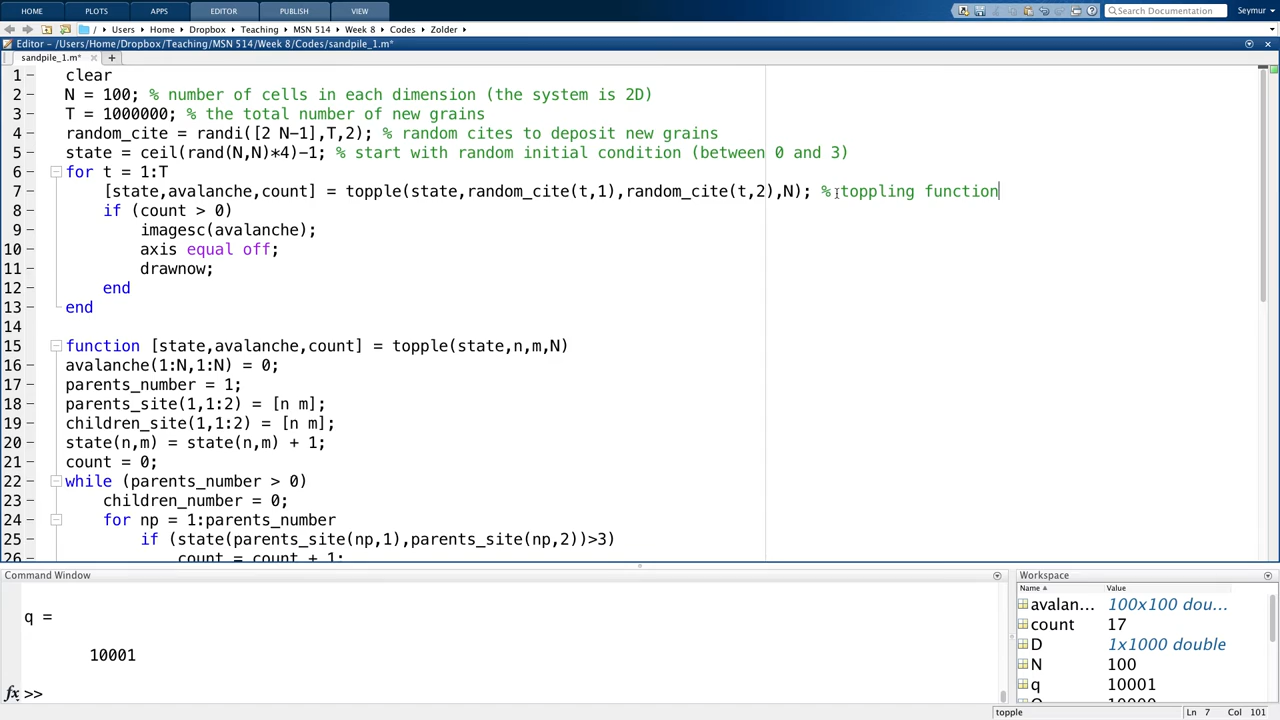 HOME PLOTS APPS EDITOR PUBLISH VIEW Search Documentation Seymur
/ Users Home Dropbox Teaching MSN 514 Week 8 Codes Zolder
Editor - /Users/Home/Dropbox/Teaching/MSN 514/Week 8/Codes/sandpile_1.m*
sandpile_1.m*
1 clear
2 N = 100; % number of cells in each dimension (the system is 2D)
3 T = 1000000; % the total number of new grains
4 random_cite = randi([2 N-1],T,2); % random cites to deposit new grains
5 state = ceil(rand(N,N)*4)-1; % start with random initial condition (between 0 and 3)
6 for t = 1:T
7 [state,avalanche,count] = topple(state,random_cite(t,1),random_cite(t,2),N); % toppling function
8 if (count > 0)
9 imagesc(avalanche);
10 axis equal off;
11 drawnow;
12 end
13 end
14
15 function [state,avalanche,count] = topple(state,n,m,N)
16 avalanche(1:N,1:N) = 0;
17 parents_number = 1;
18 parents_site(1,1:2) = [n m];
19 children_site(1,1:2) = [n m];
20 state(n,m) = state(n,m) + 1;
21 count = 0;
22 while (parents_number > 0)
23 children_number = 0;
24 for np = 1:parents_number
25 if (state(parents_site(np,1),parents_site(np,2))>3)
26 count = count + 1;
Command Window
q =
10001
fx >>
Workspace
Name Value
avalan... 100x100 dou...
count 17
D 1x1000 double
N 100
q 10001
topple Ln 7 Col 101